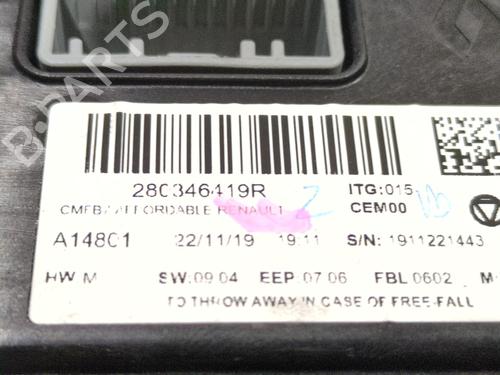 280346419R
ITG:015
CMFB/AFFORDABLE RENAULT
CEM00
A14801
22/11/19
19:11
S/N: 1911221443
HW:M
SW:09.04
EEP:07.06
FBL:0602
M
TO THROW AWAY IN CASE OF FREE-FALL
B-PARTS